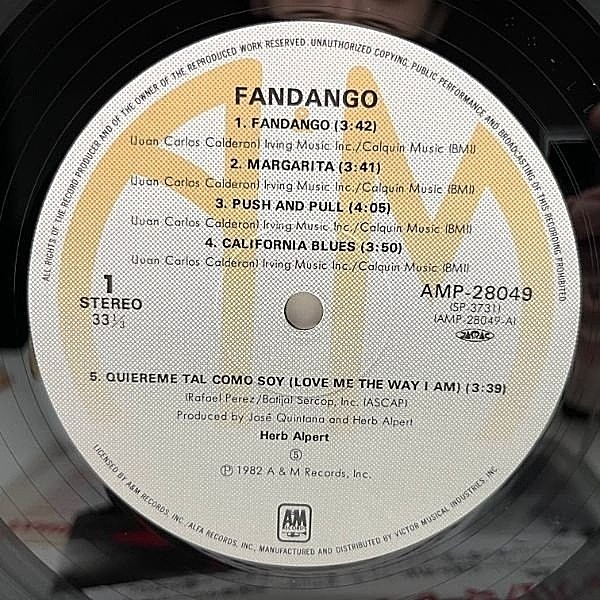 ALL RIGHTS OF THE RECORD PRODUCER AND OF THE OWNER OF THE REPRODUCED WORK RESERVED. UNAUTHORIZED COPYING, PUBLIC PERFORMANCE AND BROADCASTING OF THIS RECORD PROHIBITED
FANDANGO
1. FANDANGO (3:42)
(Juan Carlos Calderon) Irving Music Inc./Calquin Music (BMI)
2. MARGARITA (3:41)
(Juan Carlos Calderon) Irving Music Inc./Calquin Music (BMI)
3. PUSH AND PULL (4:05)
(Juan Carlos Calderon) Irving Music Inc./Calquin Music (BMI)
4. CALIFORNIA BLUES (3:50)
(Juan Carlos Calderon) Irving Music Inc./Calquin Music (BMI)
1
STEREO
33 1/3
AMP-28049
(SP-3731)
(AMP-28049-A)
JASRAC
5. QUIEREME TAL COMO SOY (LOVE ME THE WAY I AM) (3:39)
(Rafael Perez/Batijal Sercop, Inc. (ASCAP)
Produced by José Quintana and Herb Alpert
Herb Alpert
Ⓢ
Ⓟ 1982 A & M Records, Inc.
AM
RECORDS
LICENSED BY A&M RECORDS, INC. ALFA RECORDS, INC., MANUFACTURED AND DISTRIBUTED BY VICTOR MUSICAL INDUSTRIES, INC